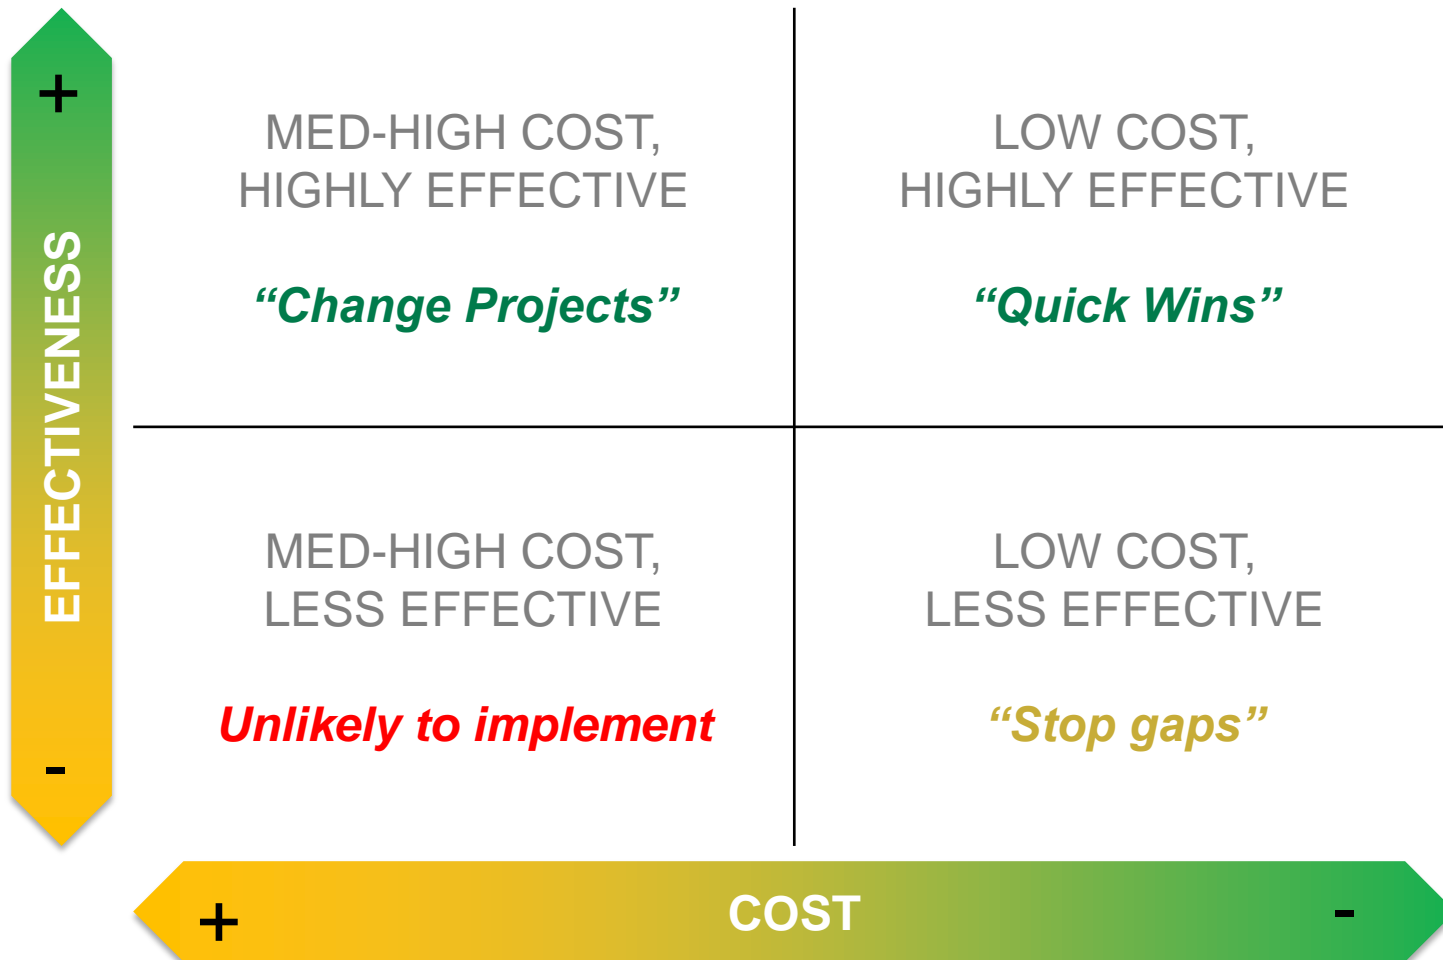 +
EFFECTIVENESS
-
MED-HIGH COST,
HIGHLY EFFECTIVE
“Change Projects”
LOW COST,
HIGHLY EFFECTIVE
“Quick Wins”
MED-HIGH COST,
LESS EFFECTIVE
Unlikely to implement
LOW COST,
LESS EFFECTIVE
“Stop gaps”
+
COST
-